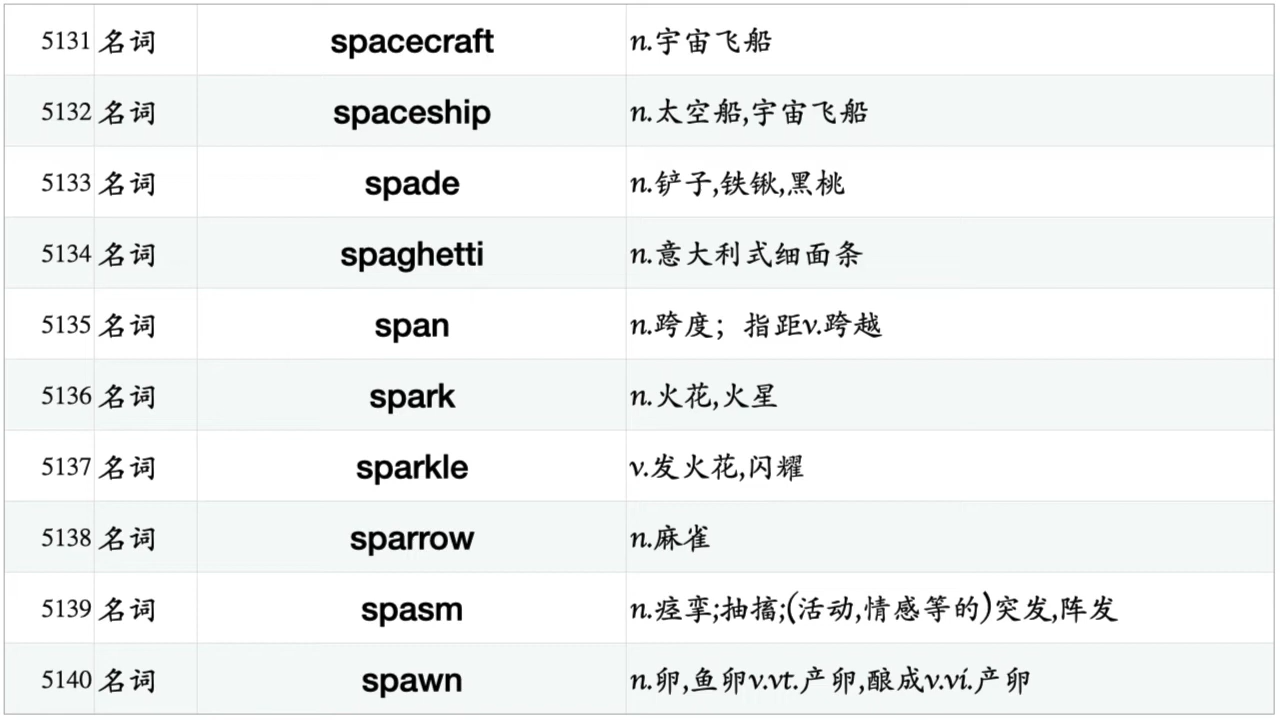 5131 名词 spacecraft n.宇宙飞船
5132 名词 spaceship n.太空船,宇宙飞船
5133 名词 spade n.铲子,铁锹,黑桃
5134 名词 spaghetti n.意大利式细面条
5135 名词 span n.跨度；指距v.跨越
5136 名词 spark n.火花,火星
5137 名词 sparkle v.发火花,闪耀
5138 名词 sparrow n.麻雀
5139 名词 spasm n.痉挛;抽搐;(活动,情感等的)突发,阵发
5140 名词 spawn n.卵,鱼卵v.vt.产卵,酿成v.vi.产卵